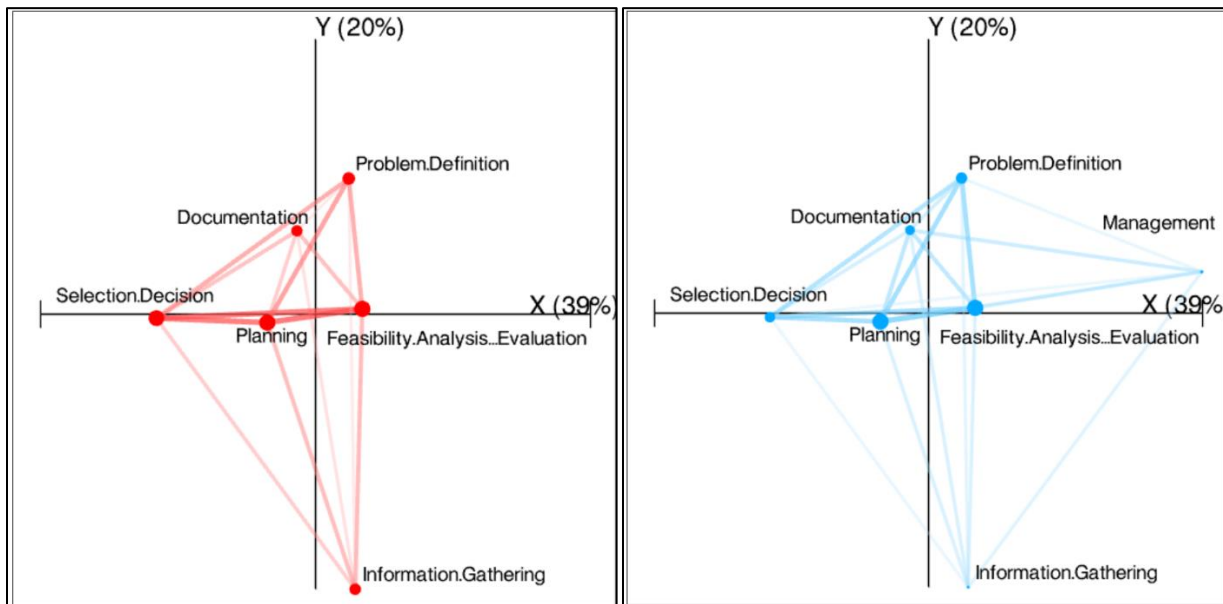 Y (20%)
Problem.Definition
Documentation
Selection.Decision
X (39%)
Planning
Feasibility.Analysis...Evaluation
Information.Gathering
Y (20%)
Problem.Definition
Documentation
Management
Selection.Decision
X (39%)
Planning
Feasibility.Analysis...Evaluation
Information.Gathering